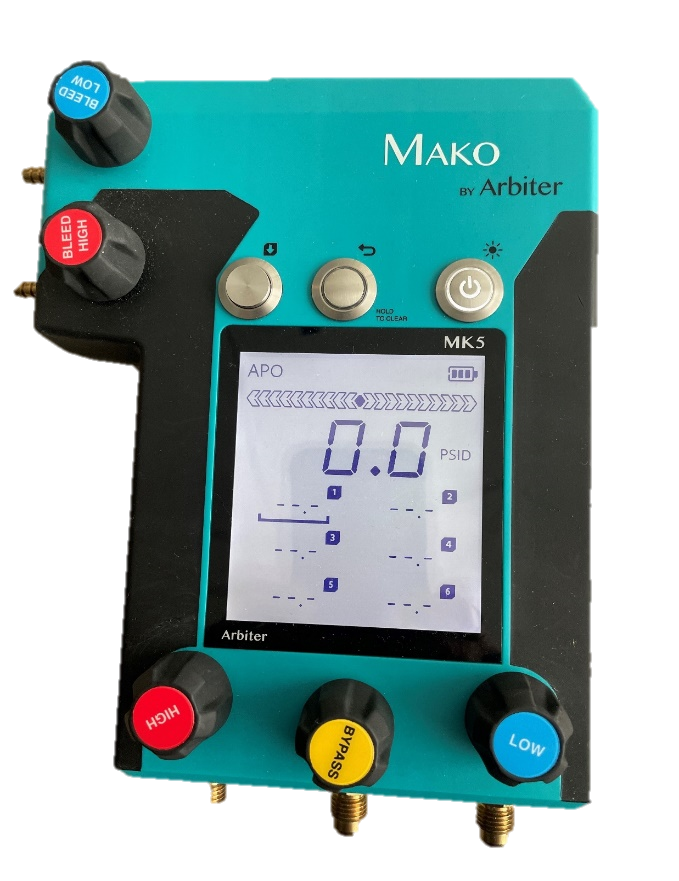 BLEED
LOW
MAKO
BY Arbiter
BLEED
HIGH
HOLD
TO CLEAR
MK5
APO
0.0 PSID
1 2
--.- --.-
3 4
--.- --.-
5 6
--.- --.-
Arbiter
HIGH
BYPASS
LOW